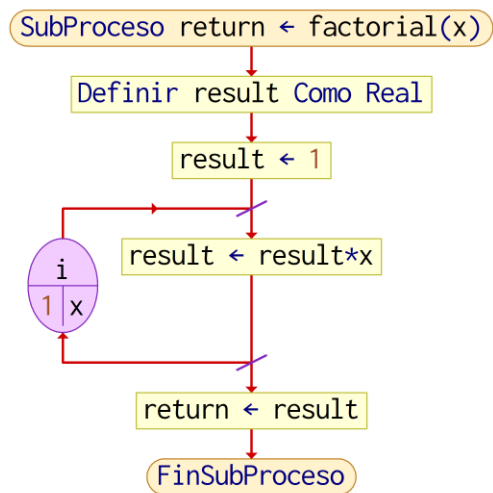 SubProceso return ← factorial(x)
Definir result Como Real
result ← 1
result ← result*x
i
1 x
return ← result
FinSubProceso